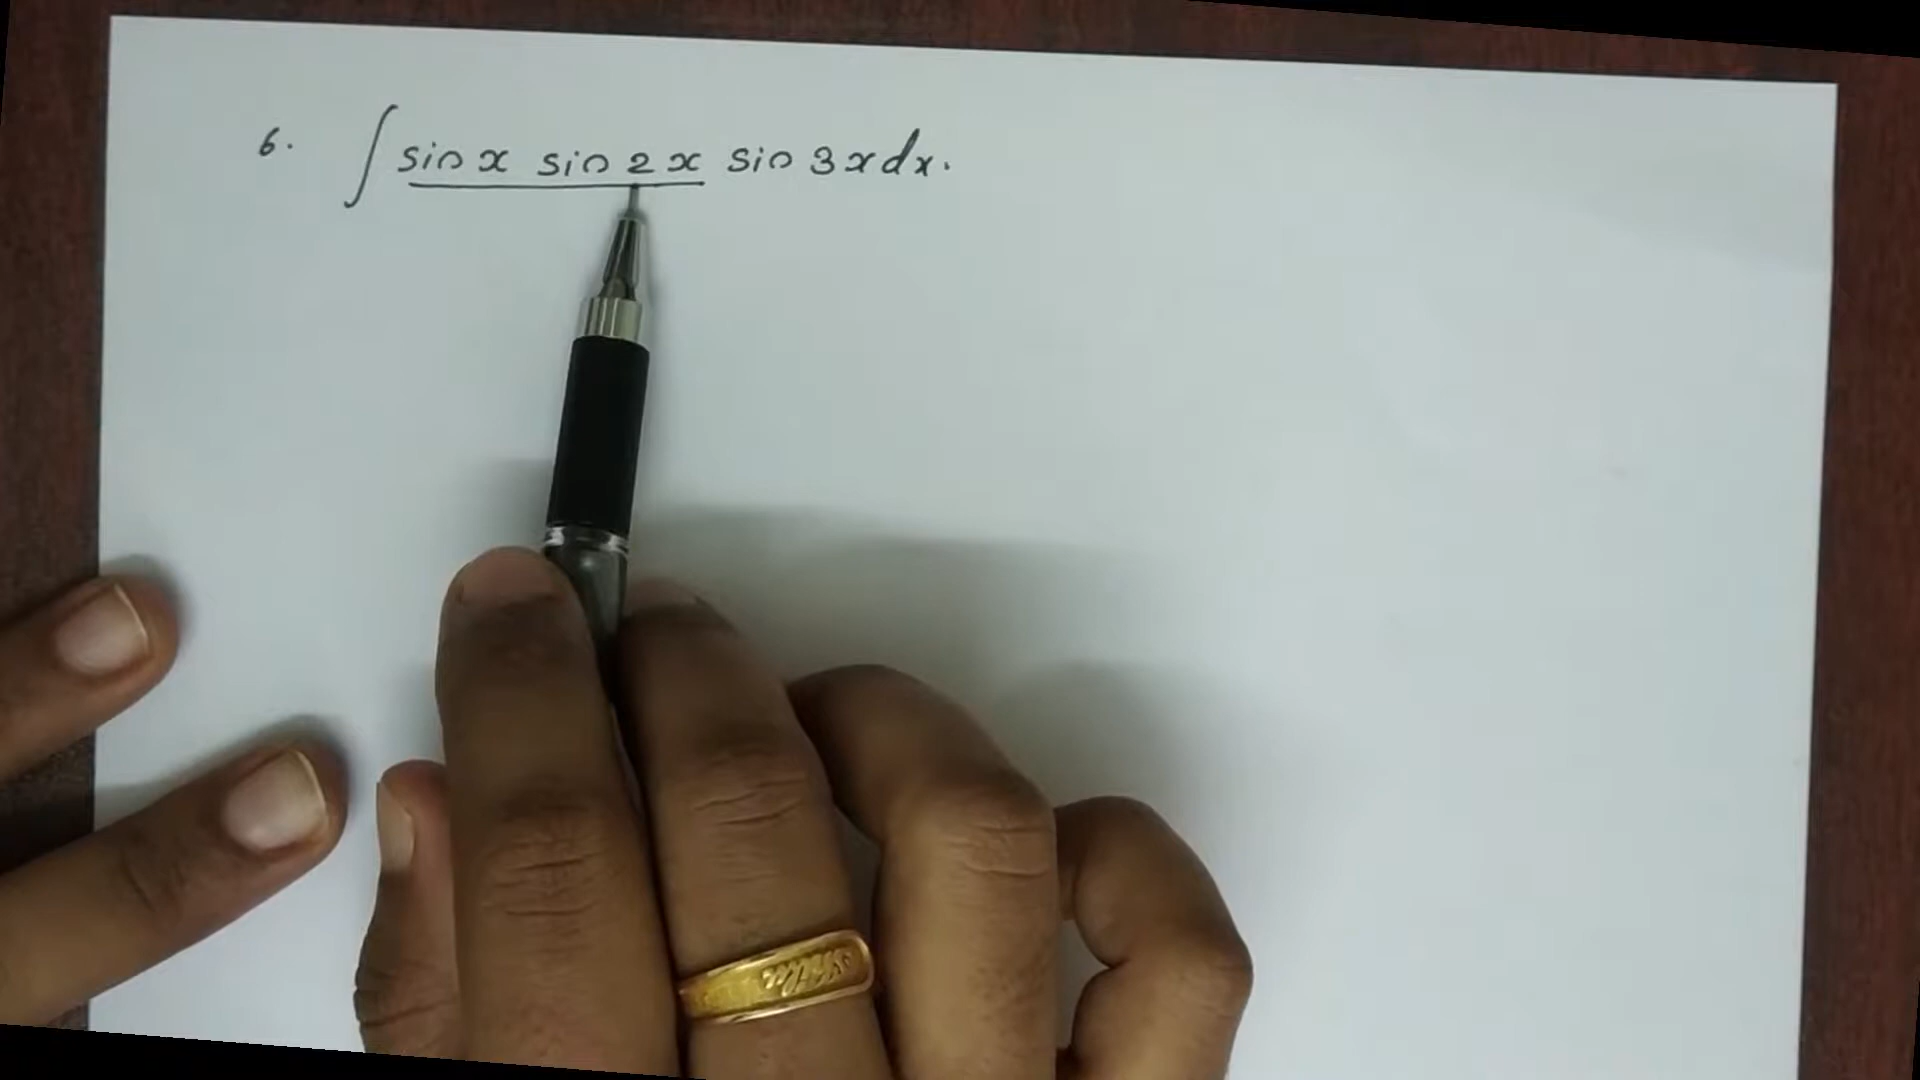 6. ∫ sin x sin 2x sin 3x dx.